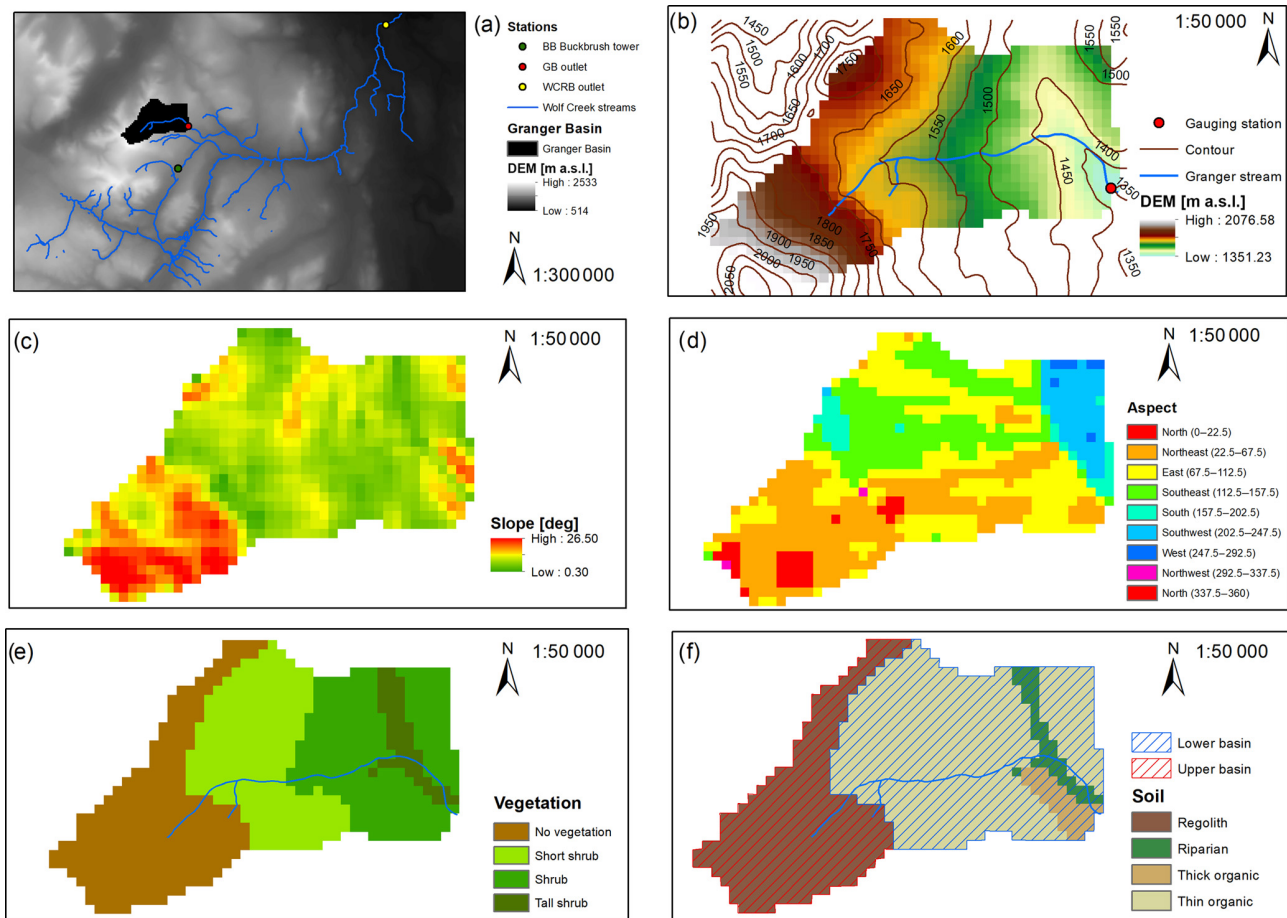 (a)
Stations
BB Buckbrush tower
GB outlet
WCRB outlet
Wolf Creek streams
Granger Basin
Granger Basin
DEM [m a.s.l.]
High : 2533
Low : 514
N
1:300 000
(b)
1:50 000
N
1450
1500
1550
1600
1700
1750
1600
1650
1700
1650
1550
1500
1600
1550
1550
1500
1400
1450
1350
1800
1750
1850
1900
1950
1950
2000
2050
1350
Gauging station
Contour
Granger stream
DEM [m a.s.l.]
High : 2076.58
Low : 1351.23
(c)
N
1:50 000
Slope [deg]
High : 26.50
Low : 0.30
(d)
N
1:50 000
Aspect
North (0–22.5)
Northeast (22.5–67.5)
East (67.5–112.5)
Southeast (112.5–157.5)
South (157.5–202.5)
Southwest (202.5–247.5)
West (247.5–292.5)
Northwest (292.5–337.5)
North (337.5–360)
(e)
N
1:50 000
Vegetation
No vegetation
Short shrub
Shrub
Tall shrub
(f)
N
1:50 000
Lower basin
Upper basin
Soil
Regolith
Riparian
Thick organic
Thin organic